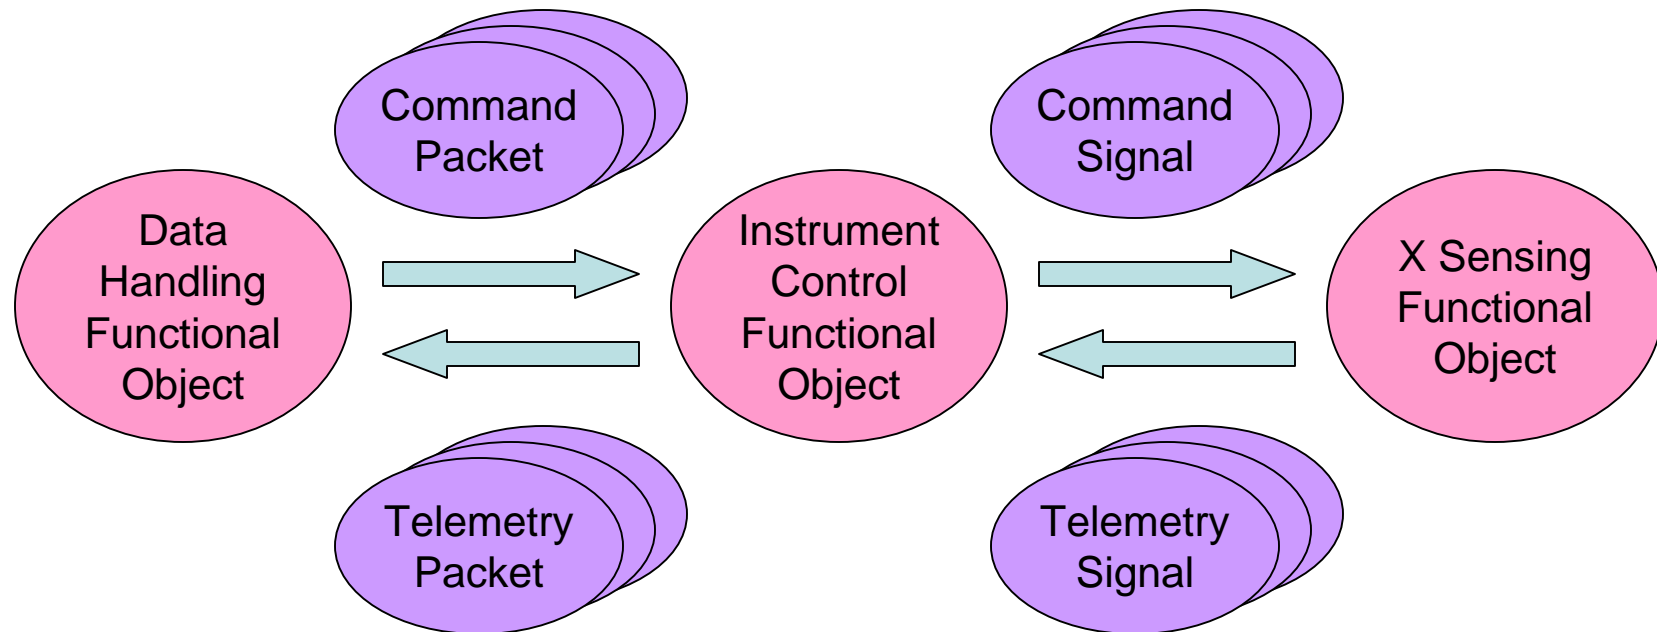 Command
Packet
Command
Signal
Data
Handling
Functional
Object
Instrument
Control
Functional
Object
X Sensing
Functional
Object
Telemetry
Packet
Telemetry
Signal